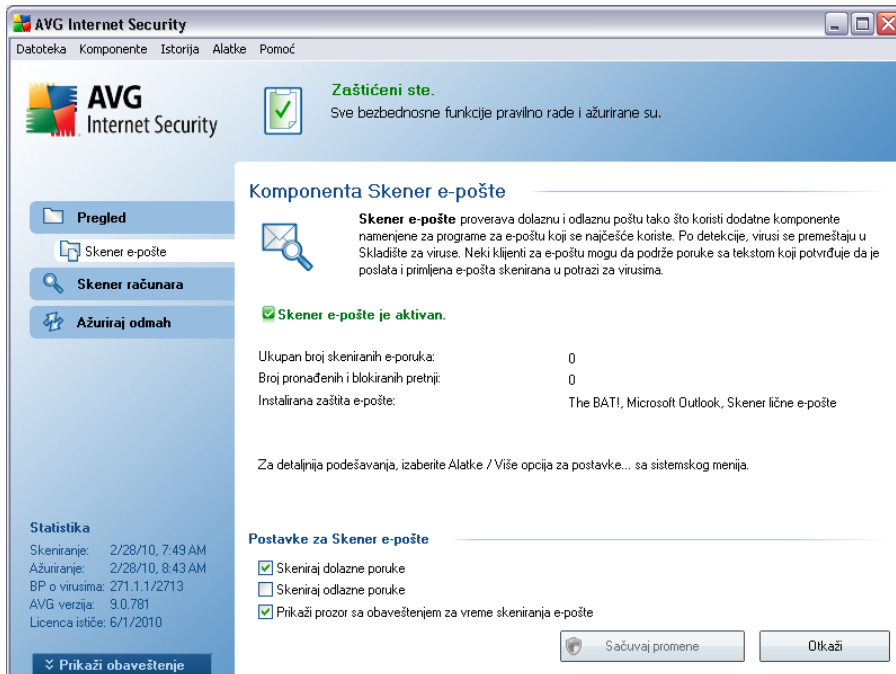 AVG Internet Security
Datoteka Komponente Istorija Alatke Pomoć
AVG
Internet Security
Zaštićeni ste.
Sve bezbednosne funkcije pravilno rade i ažurirane su.
Pregled
Skener e-pošte
Skener računara
Ažuriraj odmah
Komponenta Skener e-pošte
Skener e-pošte proverava dolaznu i odlaznu poštu tako što koristi dodatne komponente
namenjene za programe za e-poštu koji se najčešće koriste. Po detekcije, virusi se premeštaju u
Skladište za viruse. Neki klijenti za e-poštu mogu da podrže poruke sa tekstom koji potvrđuje da je
poslata i primljena e-pošta skenirana u potrazi za virusima.
Skener e-pošte je aktivan.
Ukupan broj skeniranih e-poruka: 0
Broj pronađenih i blokiranih pretnji: 0
Instalirana zaštita e-pošte: The BAT!, Microsoft Outlook, Skener lične e-pošte
Za detaljnija podešavanja, izaberite Alatke / Više opcija za postavke... sa sistemskog menija.
Statistika
Skeniranje: 2/28/10, 7:49 AM
Ažuriranje: 2/28/10, 8:43 AM
BP o virusima: 271.1.1/2713
AVG verzija: 9.0.781
Licenca ističe: 6/1/2010
Prikaži obaveštenje
Postavke za Skener e-pošte
Skeniraj dolazne poruke
Skeniraj odlazne poruke
Prikaži prozor sa obaveštenjem za vreme skeniranja e-pošte
Sačuvaj promene
Otkaži